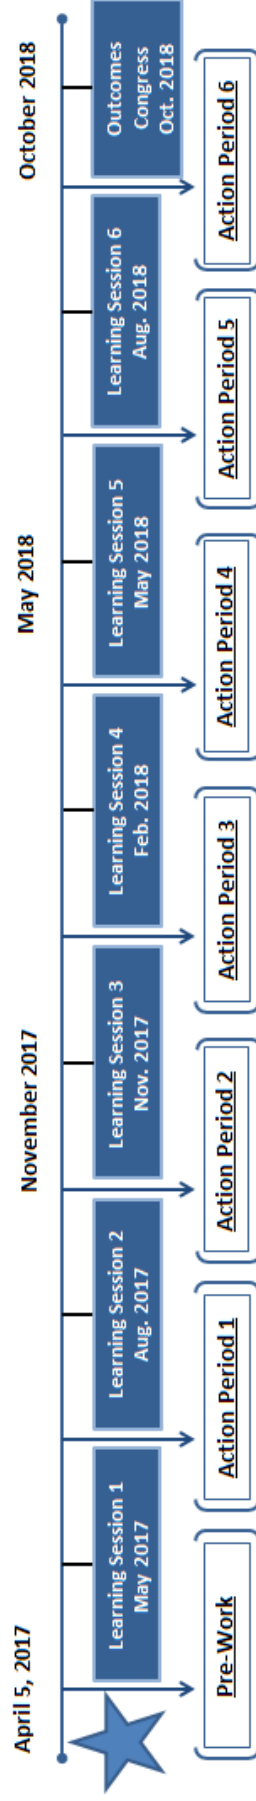 April 5, 2017
November 2017
May 2018
October 2018
Learning Session 1
May 2017
Learning Session 2
Aug. 2017
Learning Session 3
Nov. 2017
Learning Session 4
Feb. 2018
Learning Session 5
May 2018
Learning Session 6
Aug. 2018
Outcomes
Congress
Oct. 2018
Pre-Work
Action Period 1
Action Period 2
Action Period 3
Action Period 4
Action Period 5
Action Period 6